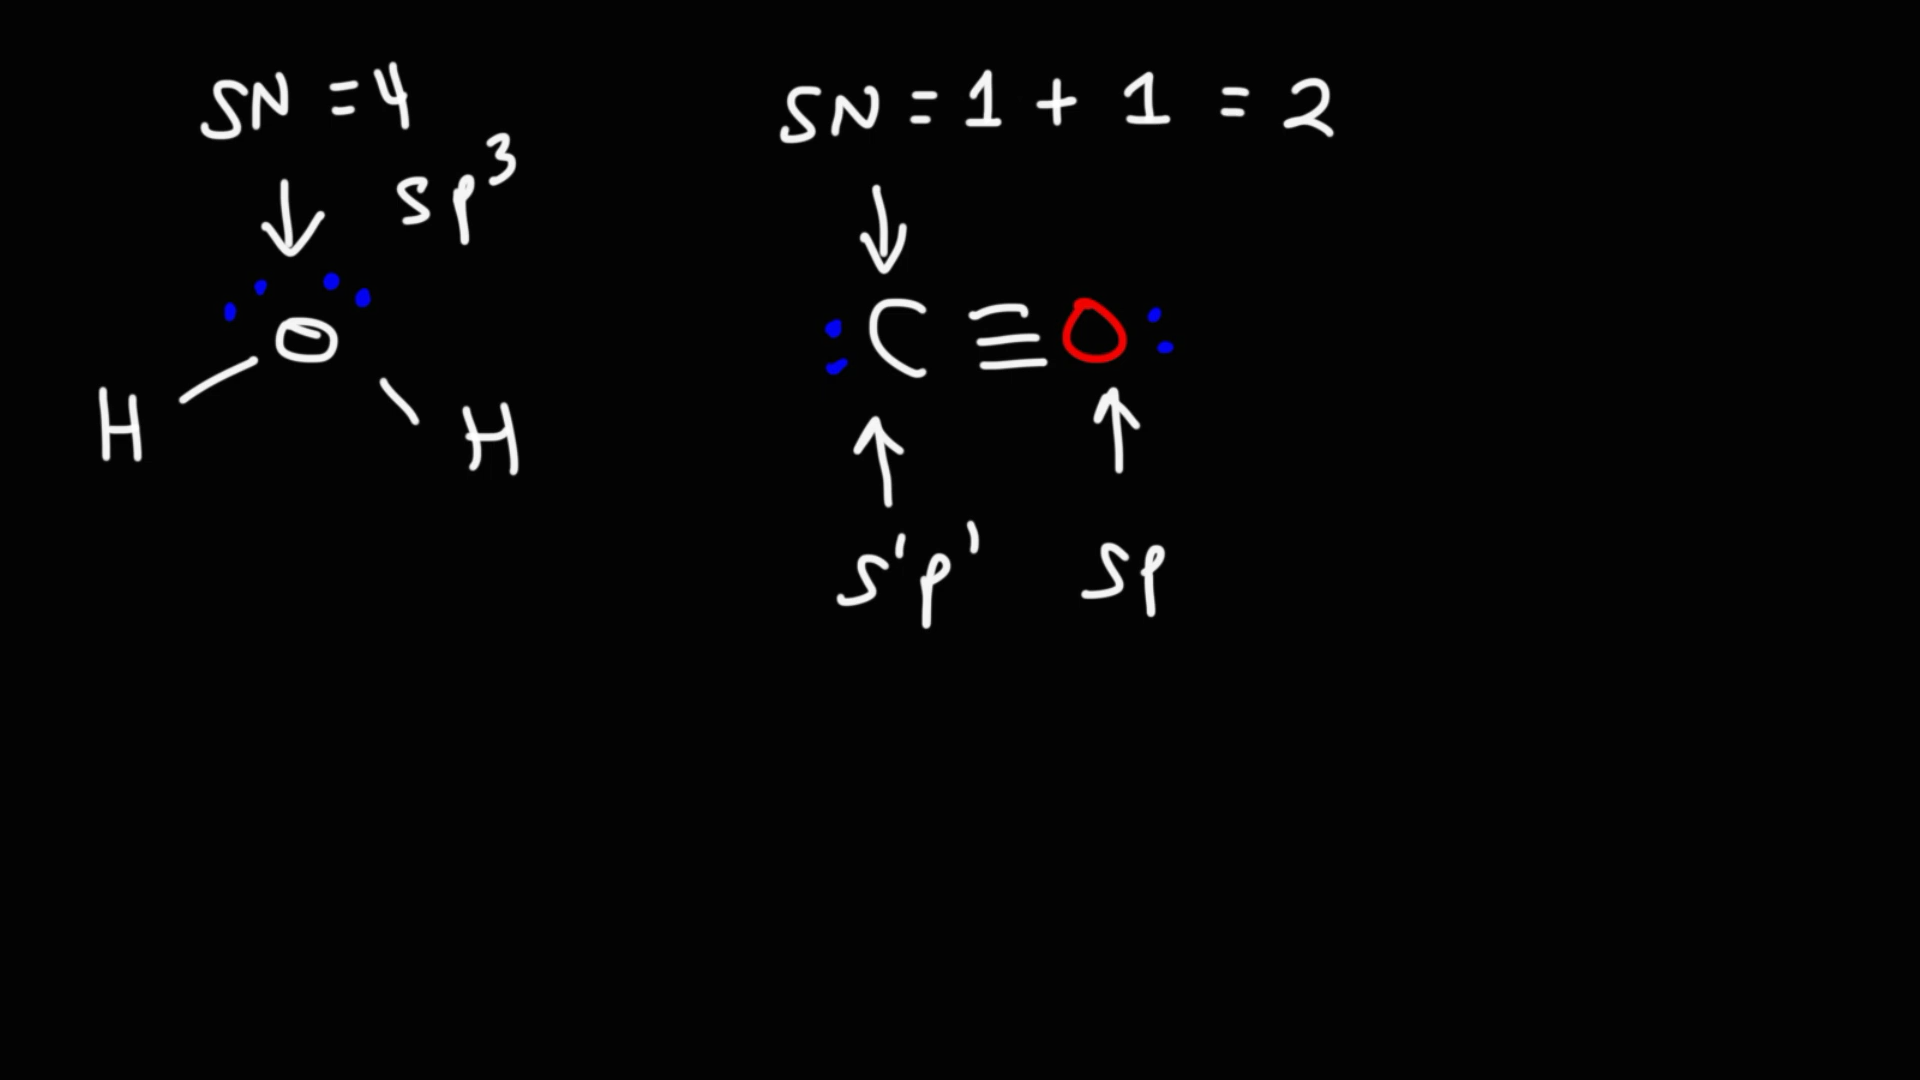 SN = 4
sp³
H O H
SN = 1 + 1 = 2
:C≡O:
s¹p¹ sp